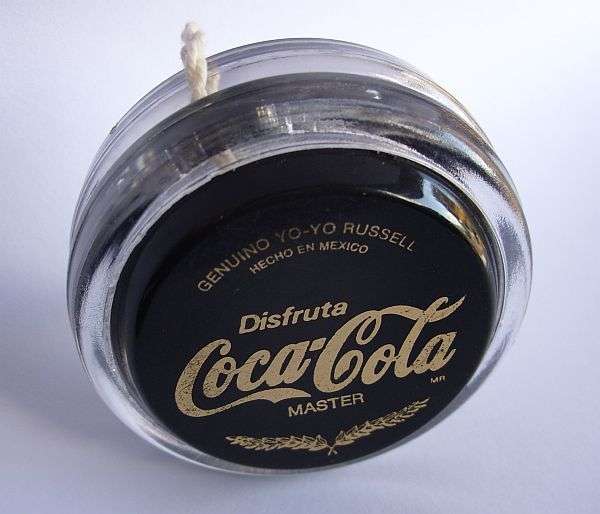 GENUINO YO-YO RUSSELL
HECHO EN MEXICO
Disfruta
Coca-Cola
MR
MASTER